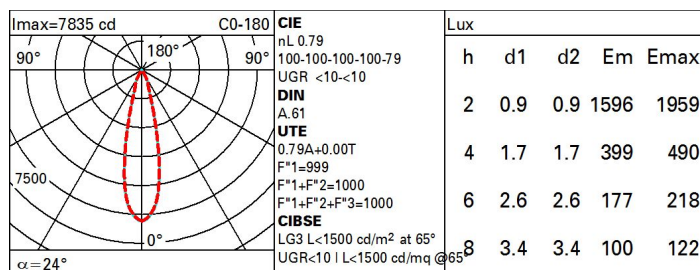 Imax=7835 cd C0-180
90° 180° 90°
7500
0°
α=24°
CIE
nL 0.79
100-100-100-100-79
UGR <10-<10
DIN
A.61
UTE
0.79A+0.00T
F"1=999
F"1+F"2=1000
F"1+F"2+F"3=1000
CIBSE
LG3 L<1500 cd/m² at 65°
UGR<10 | L<1500 cd/mq @65°
Lux
h d1 d2 Em Emax
2 0.9 0.9 1596 1959
4 1.7 1.7 399 490
6 2.6 2.6 177 218
8 3.4 3.4 100 122